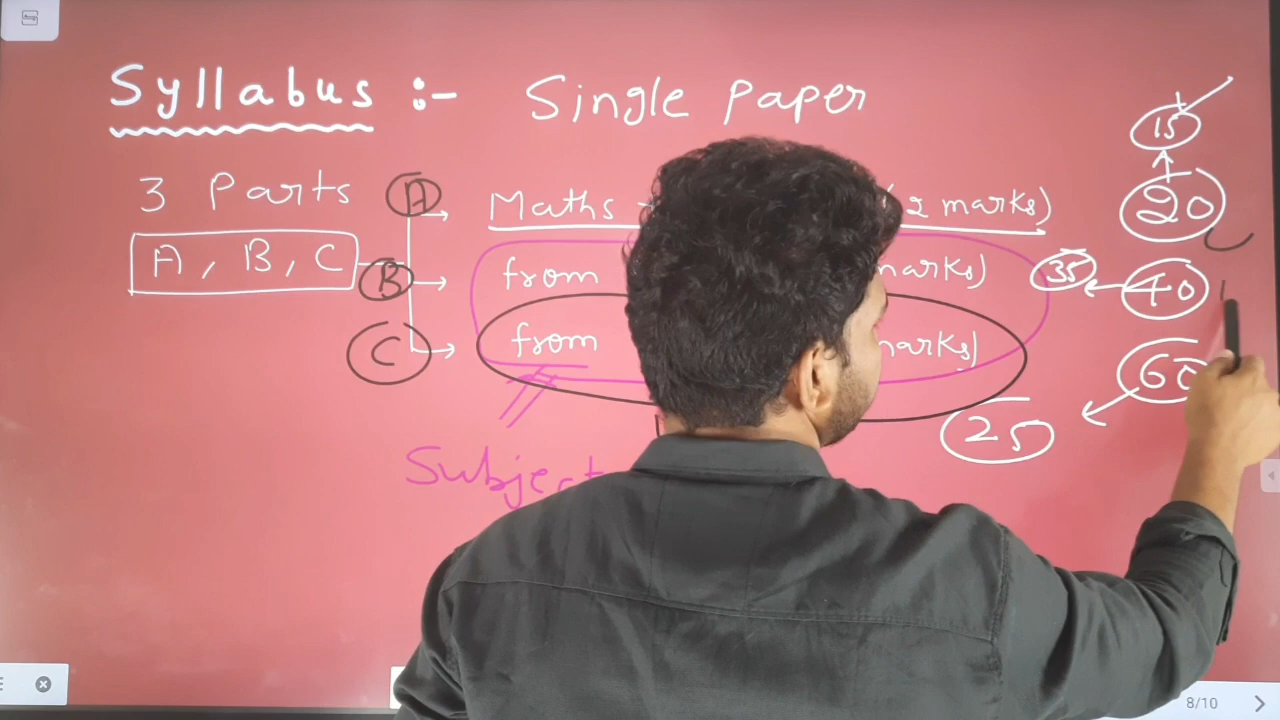 Syllabus :- Single paper
15
3 Parts A Maths 2 marks) 20
A, B, C B from marks) 35 40
C from marks) 60
25
Subject
8/10